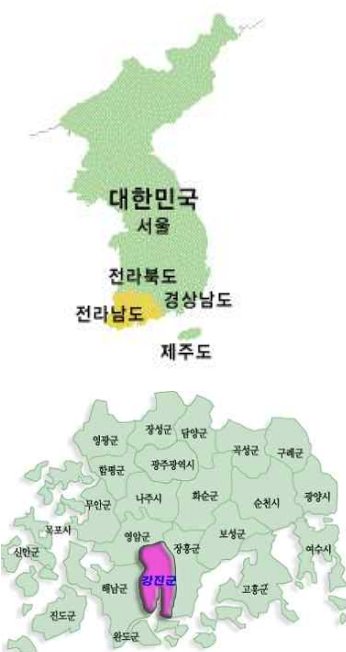 대한민국
서울
전라북도
경상남도
전라남도
제주도
영광군
장성군
담양군
곡성군
구례군
함평군
광주광역시
무안군
나주시
화순군
순천시
광양시
목포시
영암군
장흥군
보성군
여수시
신안군
해남군
강진군
고흥군
진도군
완도군